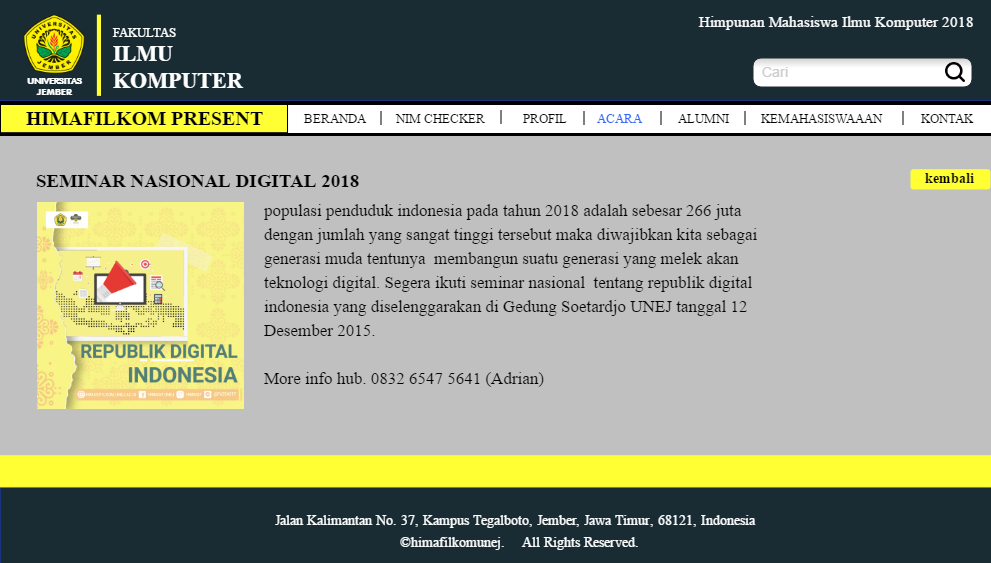 Himpunan Mahasiswa Ilmu Komputer 2018
UNIVERSITAS
JEMBER
UNIVERSITAS
JEMBER
FAKULTAS
ILMU
KOMPUTER
Cari
HIMAFILKOM PRESENT
BERANDA | NIM CHECKER | PROFIL | ACARA | ALUMNI | KEMAHASISWAAAN | KONTAK
SEMINAR NASIONAL DIGITAL 2018
kembali
REPUBLIK DIGITAL
INDONESIA
populasi penduduk indonesia pada tahun 2018 adalah sebesar 266 juta
dengan jumlah yang sangat tinggi tersebut maka diwajibkan kita sebagai
generasi muda tentunya  membangun suatu generasi yang melek akan
teknologi digital. Segera ikuti seminar nasional  tentang republik digital
indonesia yang diselenggarakan di Gedung Soetardjo UNEJ tanggal 12
Desember 2015.
More info hub. 0832 6547 5641 (Adrian)
Jalan Kalimantan No. 37, Kampus Tegalboto, Jember, Jawa Timur, 68121, Indonesia
©himafilkomunej.    All Rights Reserved.